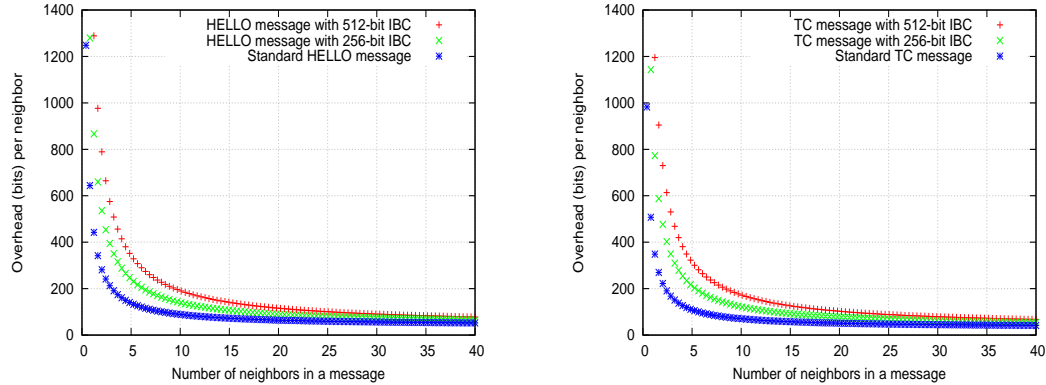 1400
1200
1000
800
600
400
200
0
0 5 10 15 20 25 30 35 40
Overhead (bits) per neighbor
Number of neighbors in a message
HELLO message with 512-bit IBC
HELLO message with 256-bit IBC
Standard HELLO message
1400
1200
1000
800
600
400
200
0
0 5 10 15 20 25 30 35 40
Overhead (bits) per neighbor
Number of neighbors in a message
TC message with 512-bit IBC
TC message with 256-bit IBC
Standard TC message